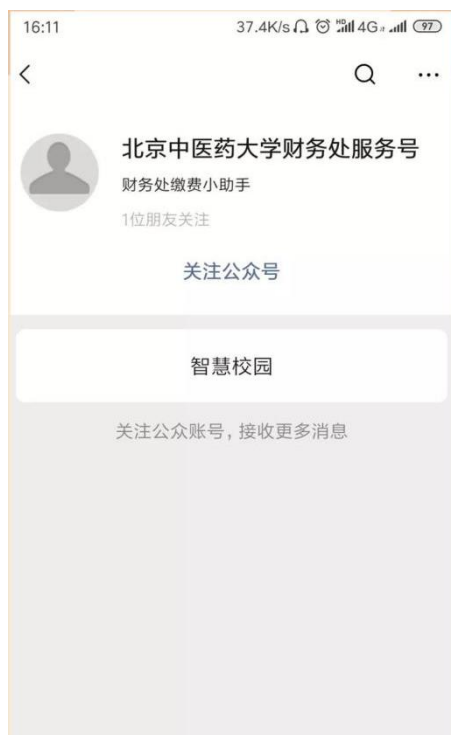 16:11
37.4K/s HD 4G 97
北京中医药大学财务处服务号
财务处缴费小助手
1位朋友关注
关注公众号
智慧校园
关注公众账号，接收更多消息